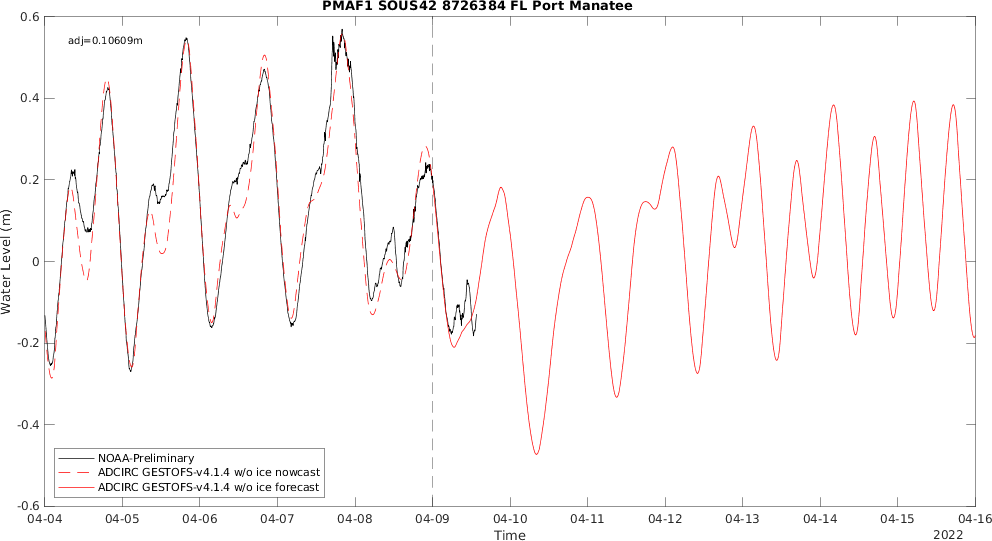 PMAF1 SOUS42 8726384 FL Port Manatee
adj=0.10609m
0.6
0.4
0.2
0
-0.2
-0.4
-0.6
Water Level (m)
NOAA-Preliminary
ADCIRC GESTOFS-v4.1.4 w/o ice nowcast
ADCIRC GESTOFS-v4.1.4 w/o ice forecast
04-04 04-05 04-06 04-07 04-08 04-09 04-10 04-11 04-12 04-13 04-14 04-15 04-16
Time
2022